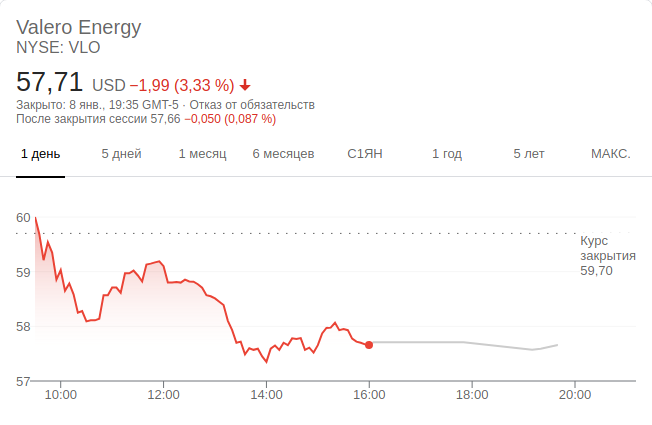 Valero Energy
NYSE: VLO
57,71 USD −1,99 (3,33 %)
Закрыто: 8 янв., 19:35 GMT-5 · Отказ от обязательств
После закрытия сессии 57,66 −0,050 (0,087 %)
1 день 5 дней 1 месяц 6 месяцев С1ЯН 1 год 5 лет МАКС.
60
Курс
закрытия
59,70
59
58
57
10:00 12:00 14:00 16:00 18:00 20:00